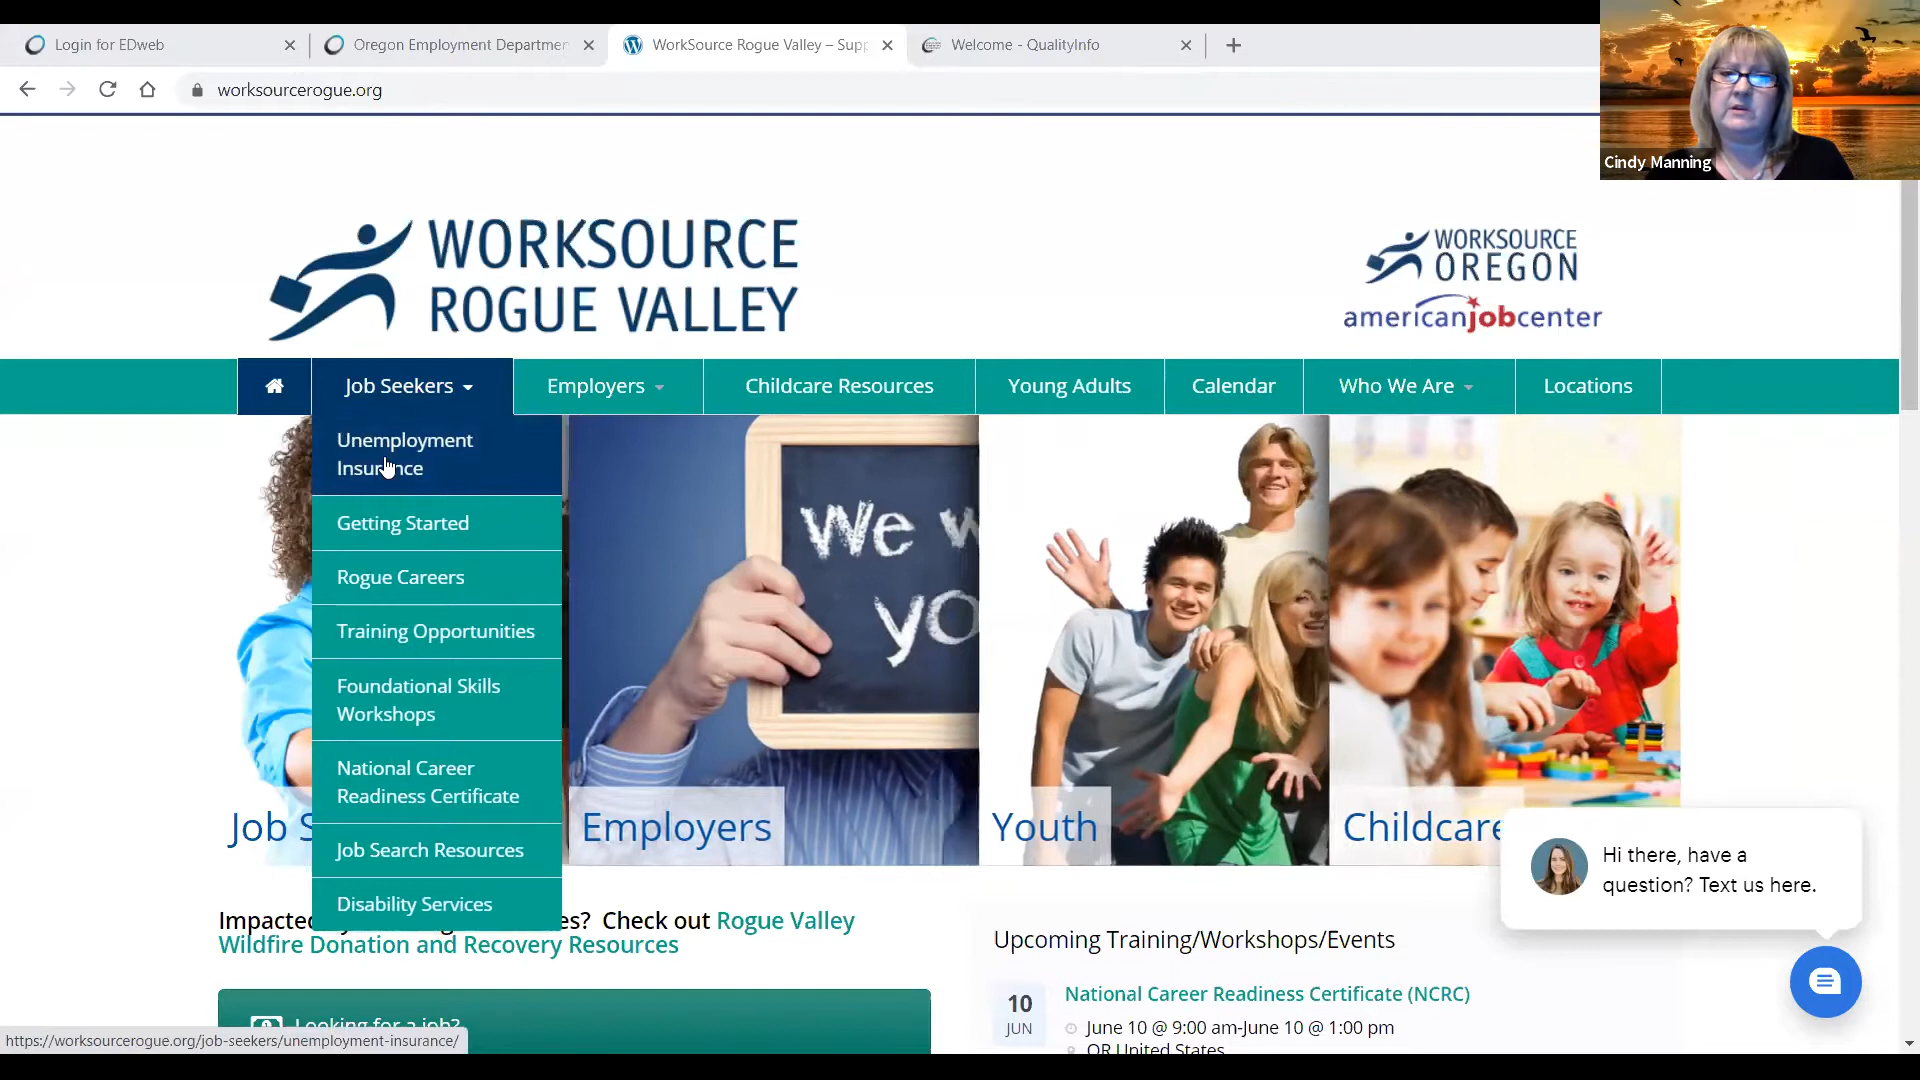 Login for EDweb
Oregon Employment Departmen
WorkSource Rogue Valley – Supp
Welcome - QualityInfo
worksourcerogue.org
Cindy Manning
WORKSOURCE
ROGUE VALLEY
WORKSOURCE
OREGON
americanjobcenter
Job Seekers
Employers
Childcare Resources
Young Adults
Calendar
Who We Are
Locations
Unemployment
Insurance
Getting Started
Rogue Careers
Training Opportunities
Foundational Skills
Workshops
National Career
Readiness Certificate
Job Search Resources
Disability Services
We w
yo
Job S
Employers
Youth
Childcare
Hi there, have a
question? Text us here.
Impacted es? Check out Rogue Valley
Wildfire Donation and Recovery Resources
Upcoming Training/Workshops/Events
10
JUN
National Career Readiness Certificate (NCRC)
June 10 @ 9:00 am-June 10 @ 1:00 pm
OR United States
Looking for a job?
https://worksourcerogue.org/job-seekers/unemployment-insurance/